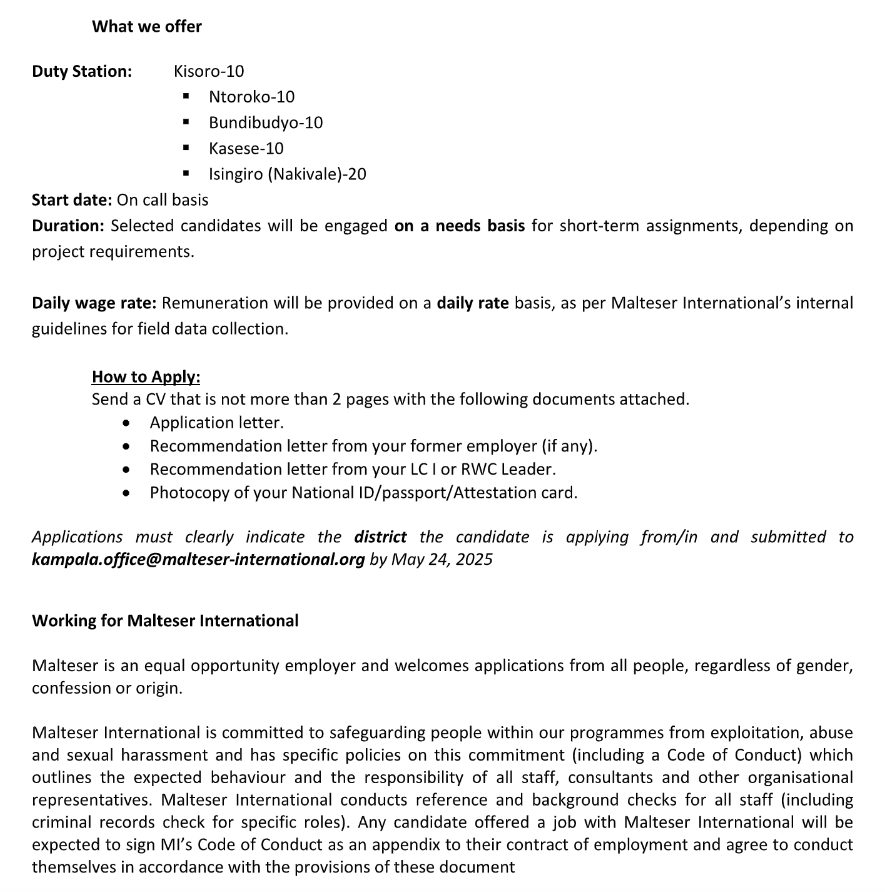 What we offer
Duty Station: Kisoro-10
▪ Ntoroko-10
▪ Bundibudyo-10
▪ Kasese-10
▪ Isingiro (Nakivale)-20
Start date: On call basis
Duration: Selected candidates will be engaged on a needs basis for short-term assignments, depending on
project requirements.
Daily wage rate: Remuneration will be provided on a daily rate basis, as per Malteser International’s internal
guidelines for field data collection.
How to Apply:
Send a CV that is not more than 2 pages with the following documents attached.
• Application letter.
• Recommendation letter from your former employer (if any).
• Recommendation letter from your LC I or RWC Leader.
• Photocopy of your National ID/passport/Attestation card.
Applications must clearly indicate the district the candidate is applying from/in and submitted to
kampala.office@malteser-international.org by May 24, 2025
Working for Malteser International
Malteser is an equal opportunity employer and welcomes applications from all people, regardless of gender,
confession or origin.
Malteser International is committed to safeguarding people within our programmes from exploitation, abuse
and sexual harassment and has specific policies on this commitment (including a Code of Conduct) which
outlines the expected behaviour and the responsibility of all staff, consultants and other organisational
representatives. Malteser International conducts reference and background checks for all staff (including
criminal records check for specific roles). Any candidate offered a job with Malteser International will be
expected to sign MI’s Code of Conduct as an appendix to their contract of employment and agree to conduct
themselves in accordance with the provisions of these document